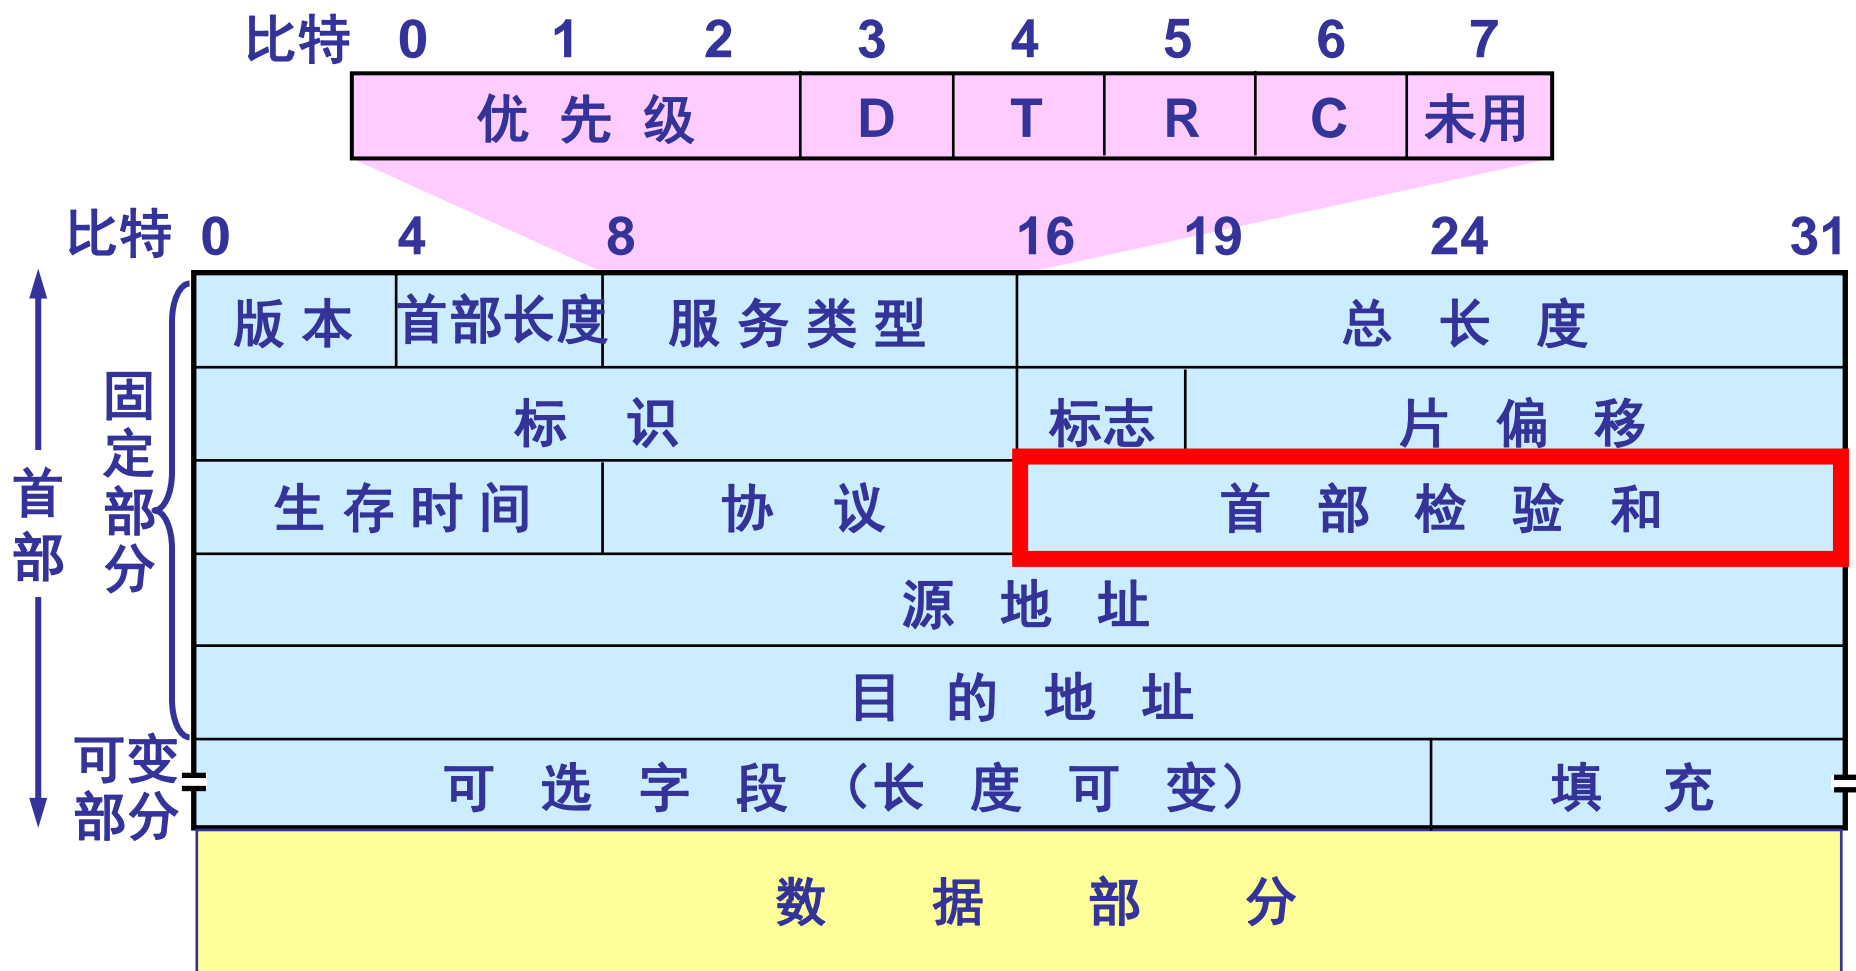 比特 0 1 2 3 4 5 6 7
优先级 D T R C 未用
比特 0 4 8 16 19 24 31
版本 首部长度 服务类型 总长度
标识 标志 片偏移
生存时间 协议 首部检验和
源地址
目的地址
可选字段（长度可变） 填充
数据部分
首部
固定部分
可变
部分